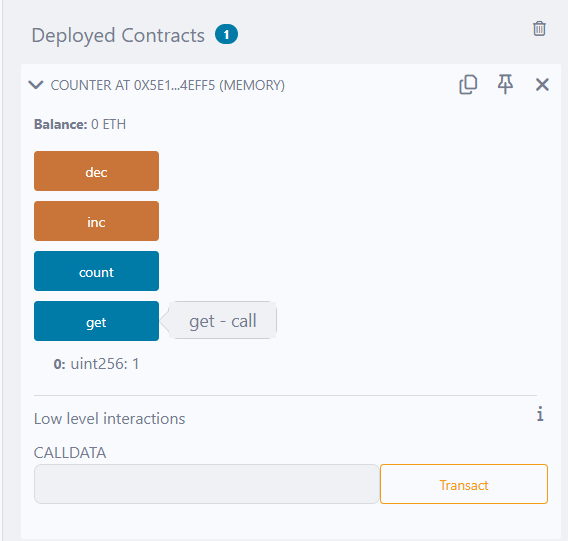 Deployed Contracts 1
COUNTER AT 0X5E1...4EFF5 (MEMORY)
Balance: 0 ETH
dec
inc
count
get
get - call
0: uint256: 1
Low level interactions
CALLDATA
Transact